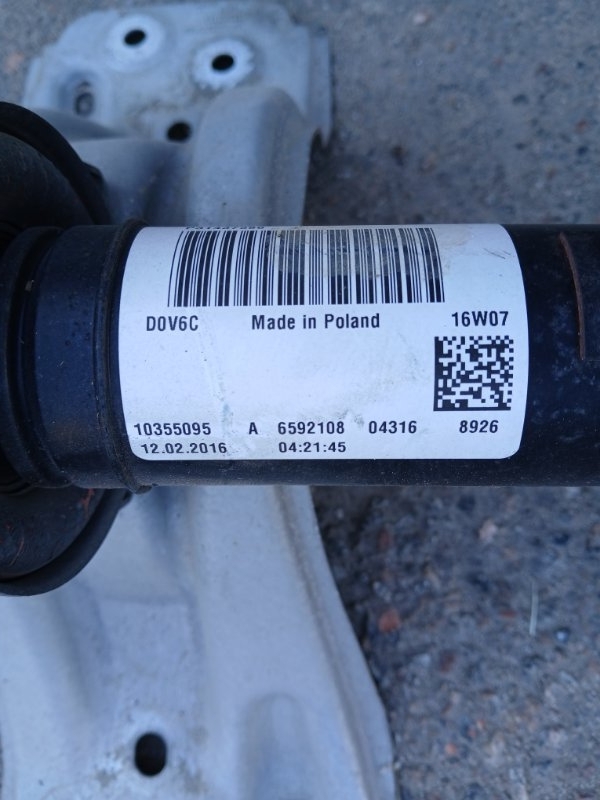 D0V6C Made in Poland 16W07
10355095 A 6592108 04316 8926
12.02.2016 04:21:45